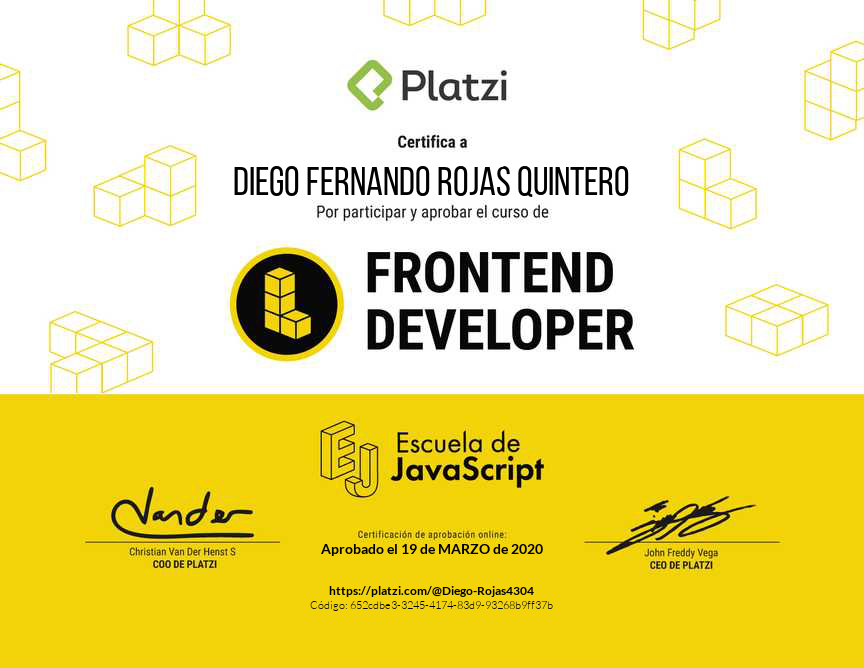 Platzi
Certifica a
DIEGO FERNANDO ROJAS QUINTERO
Por participar y aprobar el curso de
FRONTEND
DEVELOPER
EJ
Escuela de
JavaScript
Vander
Christian Van Der Henst S
COO DE PLATZI
Certificación de aprobación online:
Aprobado el 19 de MARZO de 2020
John Freddy Vega
CEO DE PLATZI
https://platzi.com/@Diego-Rojas4304
Código: 652cdbe3-3245-4174-83d9-93268b9ff37b